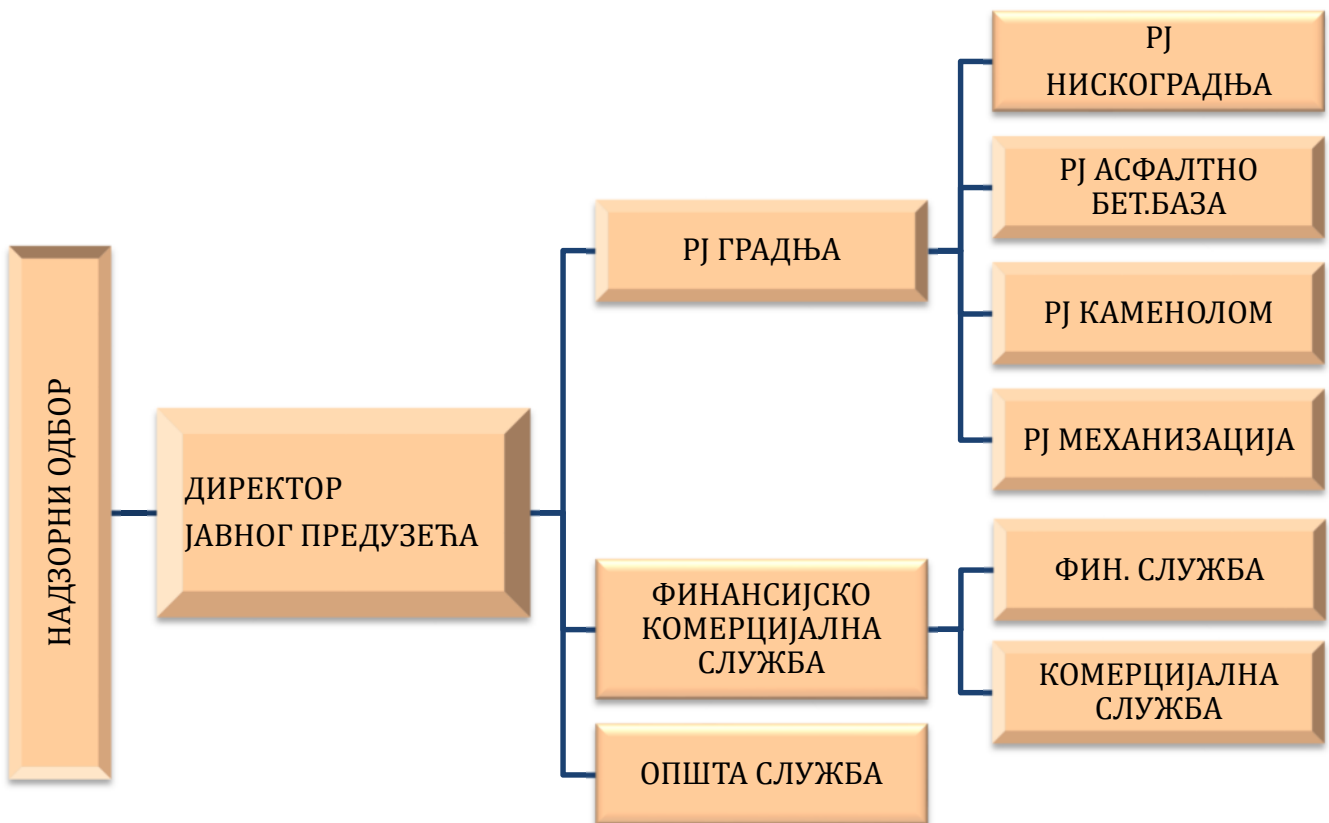 НАДЗОРНИ ОДБОР
ДИРЕКТОР
ЈАВНОГ ПРЕДУЗЕЋА
РЈ ГРАДЊА
РЈ
НИСКОГРАДЊА
РЈ АСФАЛТНО
БЕТ.БАЗА
РЈ КАМЕНОЛОМ
РЈ МЕХАНИЗАЦИЈА
ФИНАНСИЈСКО
КОМЕРЦИЈАЛНА
СЛУЖБА
ФИН. СЛУЖБА
КОМЕРЦИЈАЛНА
СЛУЖБА
ОПШТА СЛУЖБА